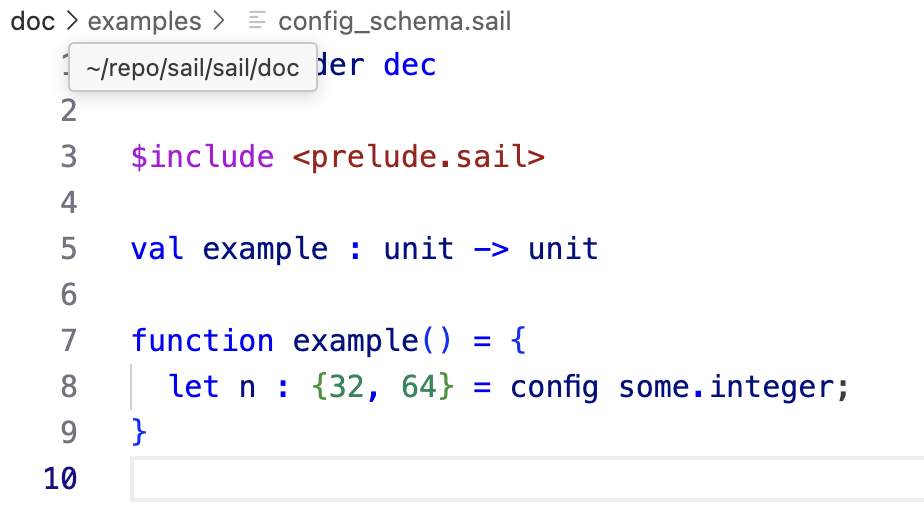 doc > examples > config_schema.sail
~/repo/sail/sail/doc
1 der dec
2
3 $include <prelude.sail>
4
5 val example : unit -> unit
6
7 function example() = {
8 let n : {32, 64} = config some.integer;
9 }
10